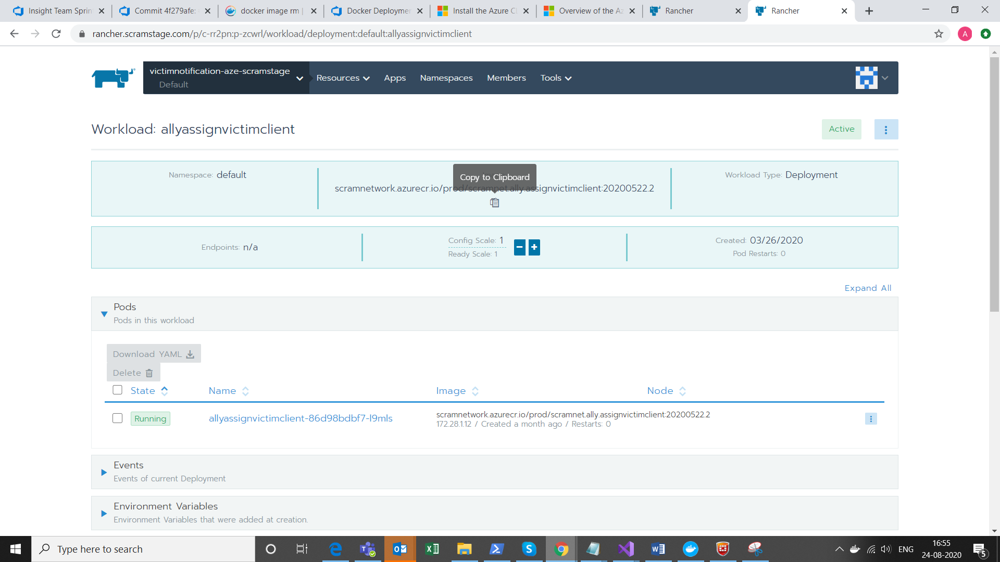 Insight Team Sprin
Commit 4f279afe:
docker image rm |
Docker Deploymen
Install the Azure C
Overview of the Az
Rancher
Rancher
rancher.scramstage.com/p/c-rr2pn:p-zcwrl/workload/deployment:default:allyassignvictimclient
A
victimnotification-aze-scramstage
Default
Resources
Apps
Namespaces
Members
Tools
Workload: allyassignvictimclient
Active
Namespace: default
Copy to Clipboard
scramnetwork.azurecr.io/prod/scramnet.ally.assignvictimclient:20200522.2
Workload Type: Deployment
Endpoints: n/a
Config Scale: 1
Ready Scale: 1
Created: 03/26/2020
Pod Restarts: 0
Expand All
Pods
Pods in this workload
Download YAML
Delete
State
Name
Image
Node
Running
allyassignvictimclient-86d98bdbf7-l9mls
scramnetwork.azurecr.io/prod/scramnet.ally.assignvictimclient:20200522.2
172.28.1.12 / Created a month ago / Restarts: 0
Events
Events of current Deployment
Environment Variables
Environment Variables that were added at creation.
Type here to search
ENG
16:55
24-08-2020
5